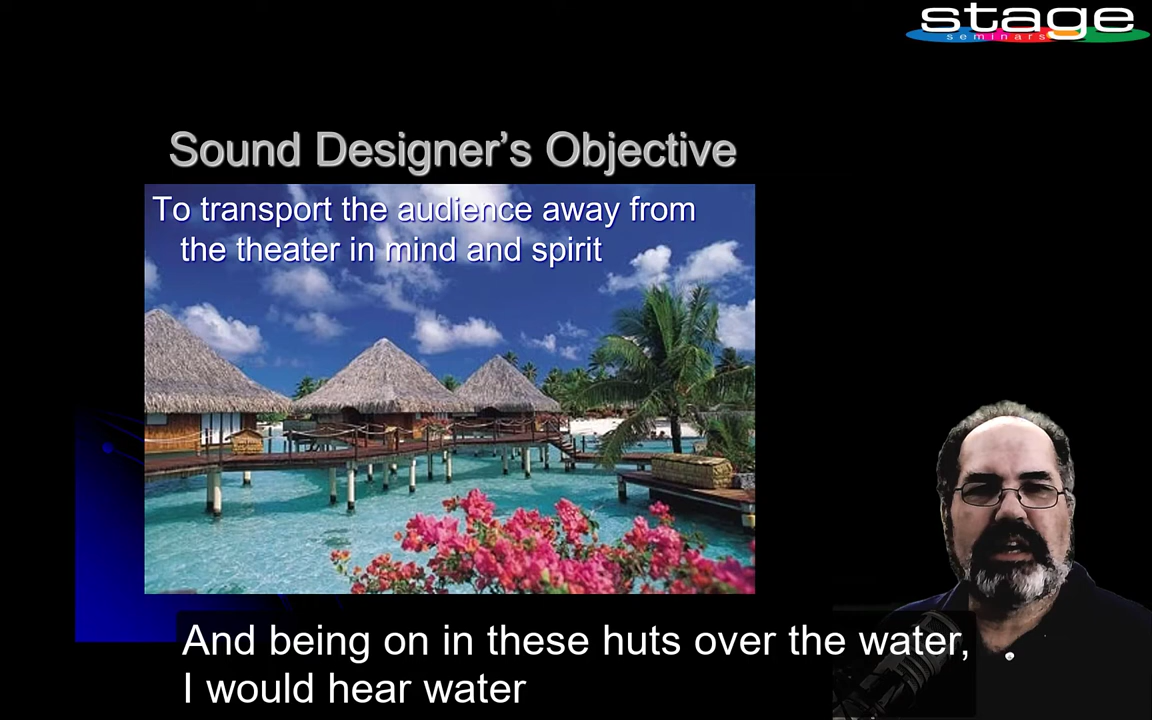 stage
seminars
Sound Designer's Objective
To transport the audience away from
the theater in mind and spirit
And being on in these huts over the water,
I would hear water